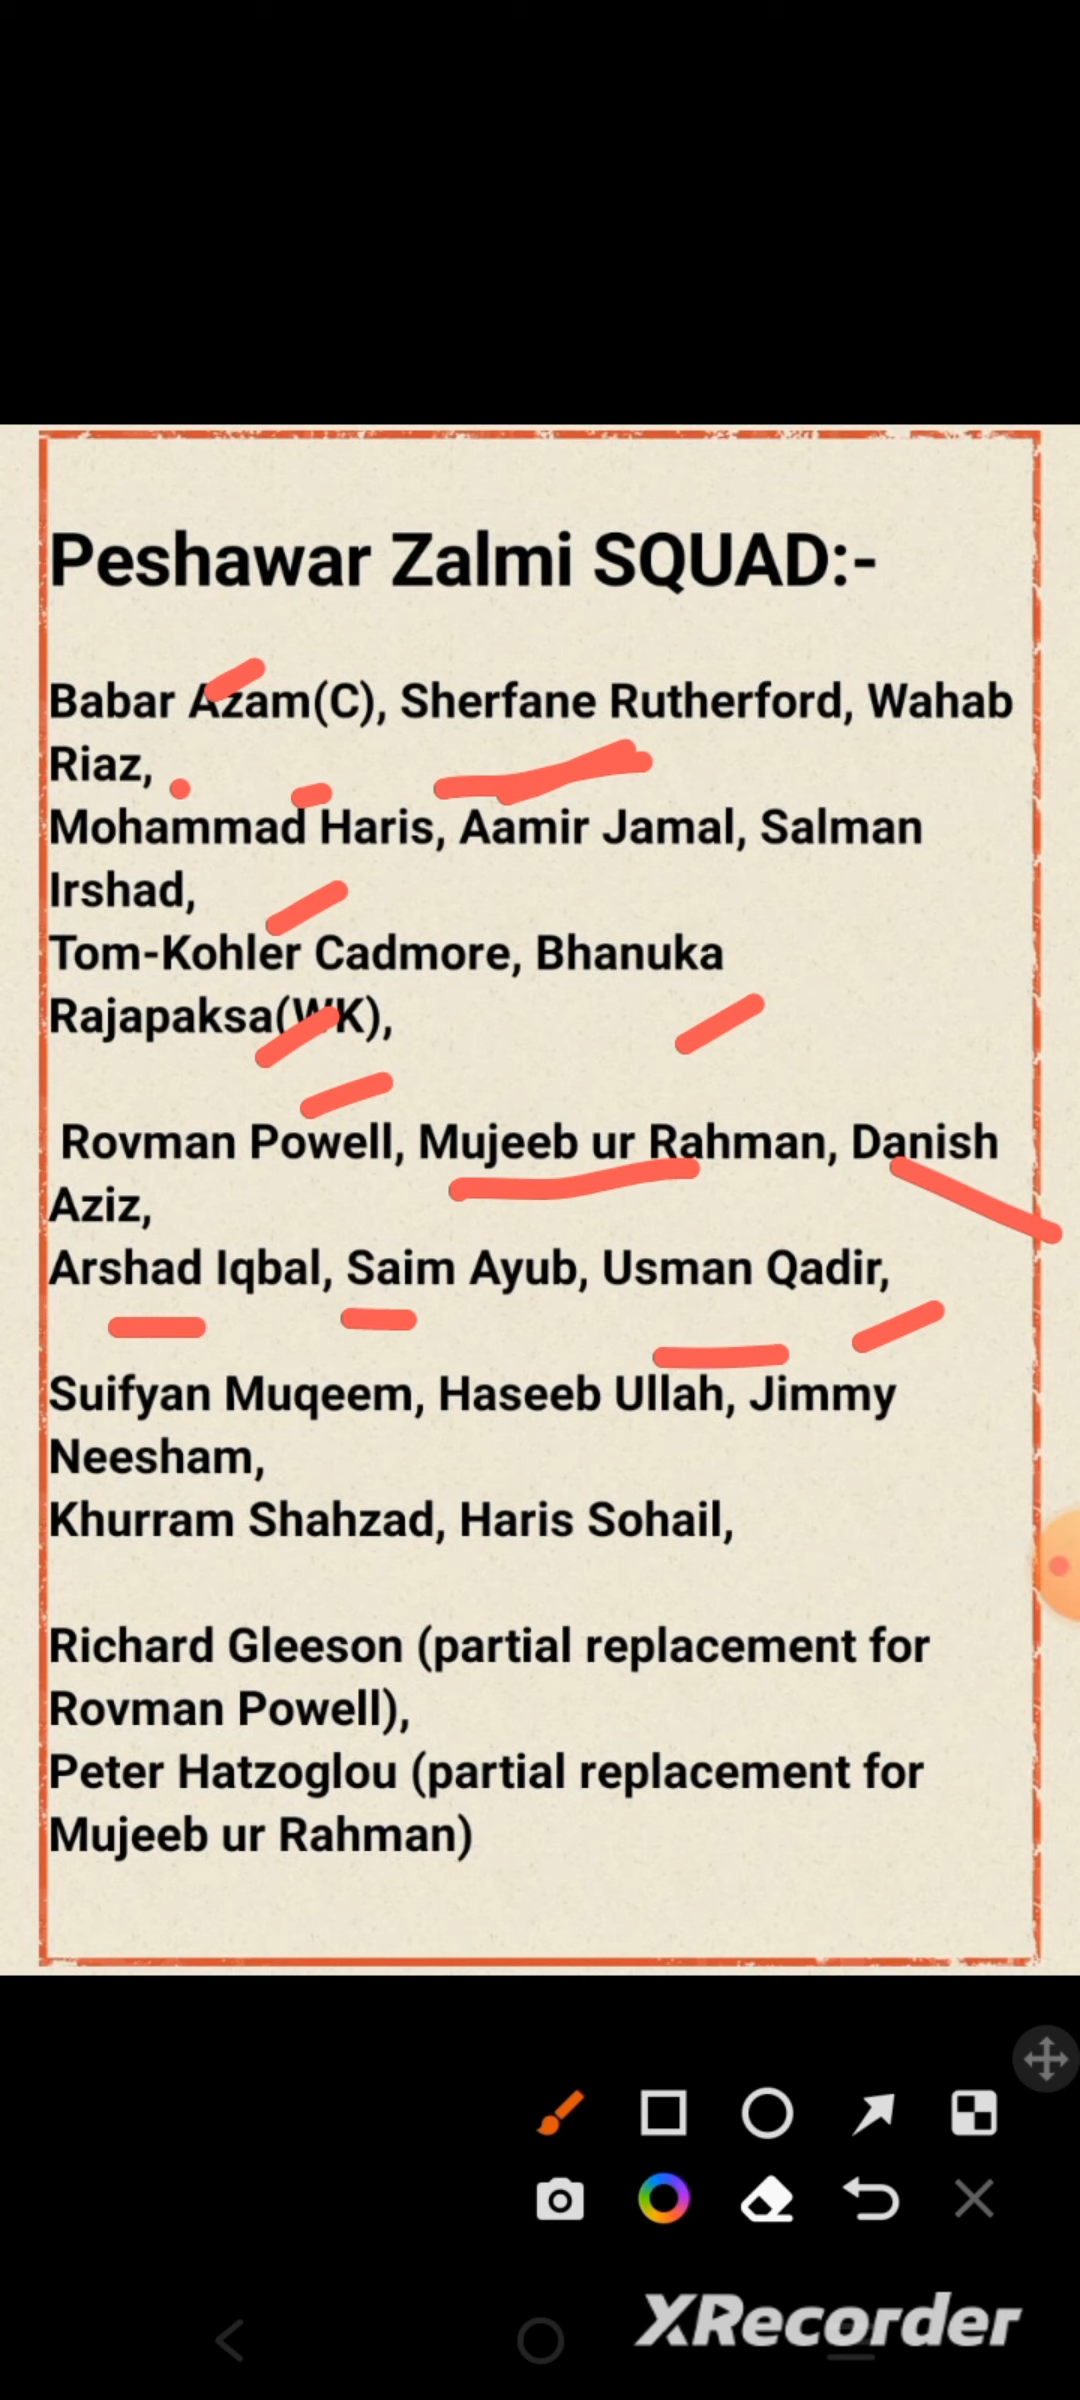 Peshawar Zalmi SQUAD:-
Babar Azam(C), Sherfane Rutherford, Wahab
Riaz,
Mohammad Haris, Aamir Jamal, Salman
Irshad,
Tom-Kohler Cadmore, Bhanuka
Rajapaksa(WK),
Rovman Powell, Mujeeb ur Rahman, Danish
Aziz,
Arshad Iqbal, Saim Ayub, Usman Qadir,
Suifyan Muqeem, Haseeb Ullah, Jimmy
Neesham,
Khurram Shahzad, Haris Sohail,
Richard Gleeson (partial replacement for
Rovman Powell),
Peter Hatzoglou (partial replacement for
Mujeeb ur Rahman)
XRecorder